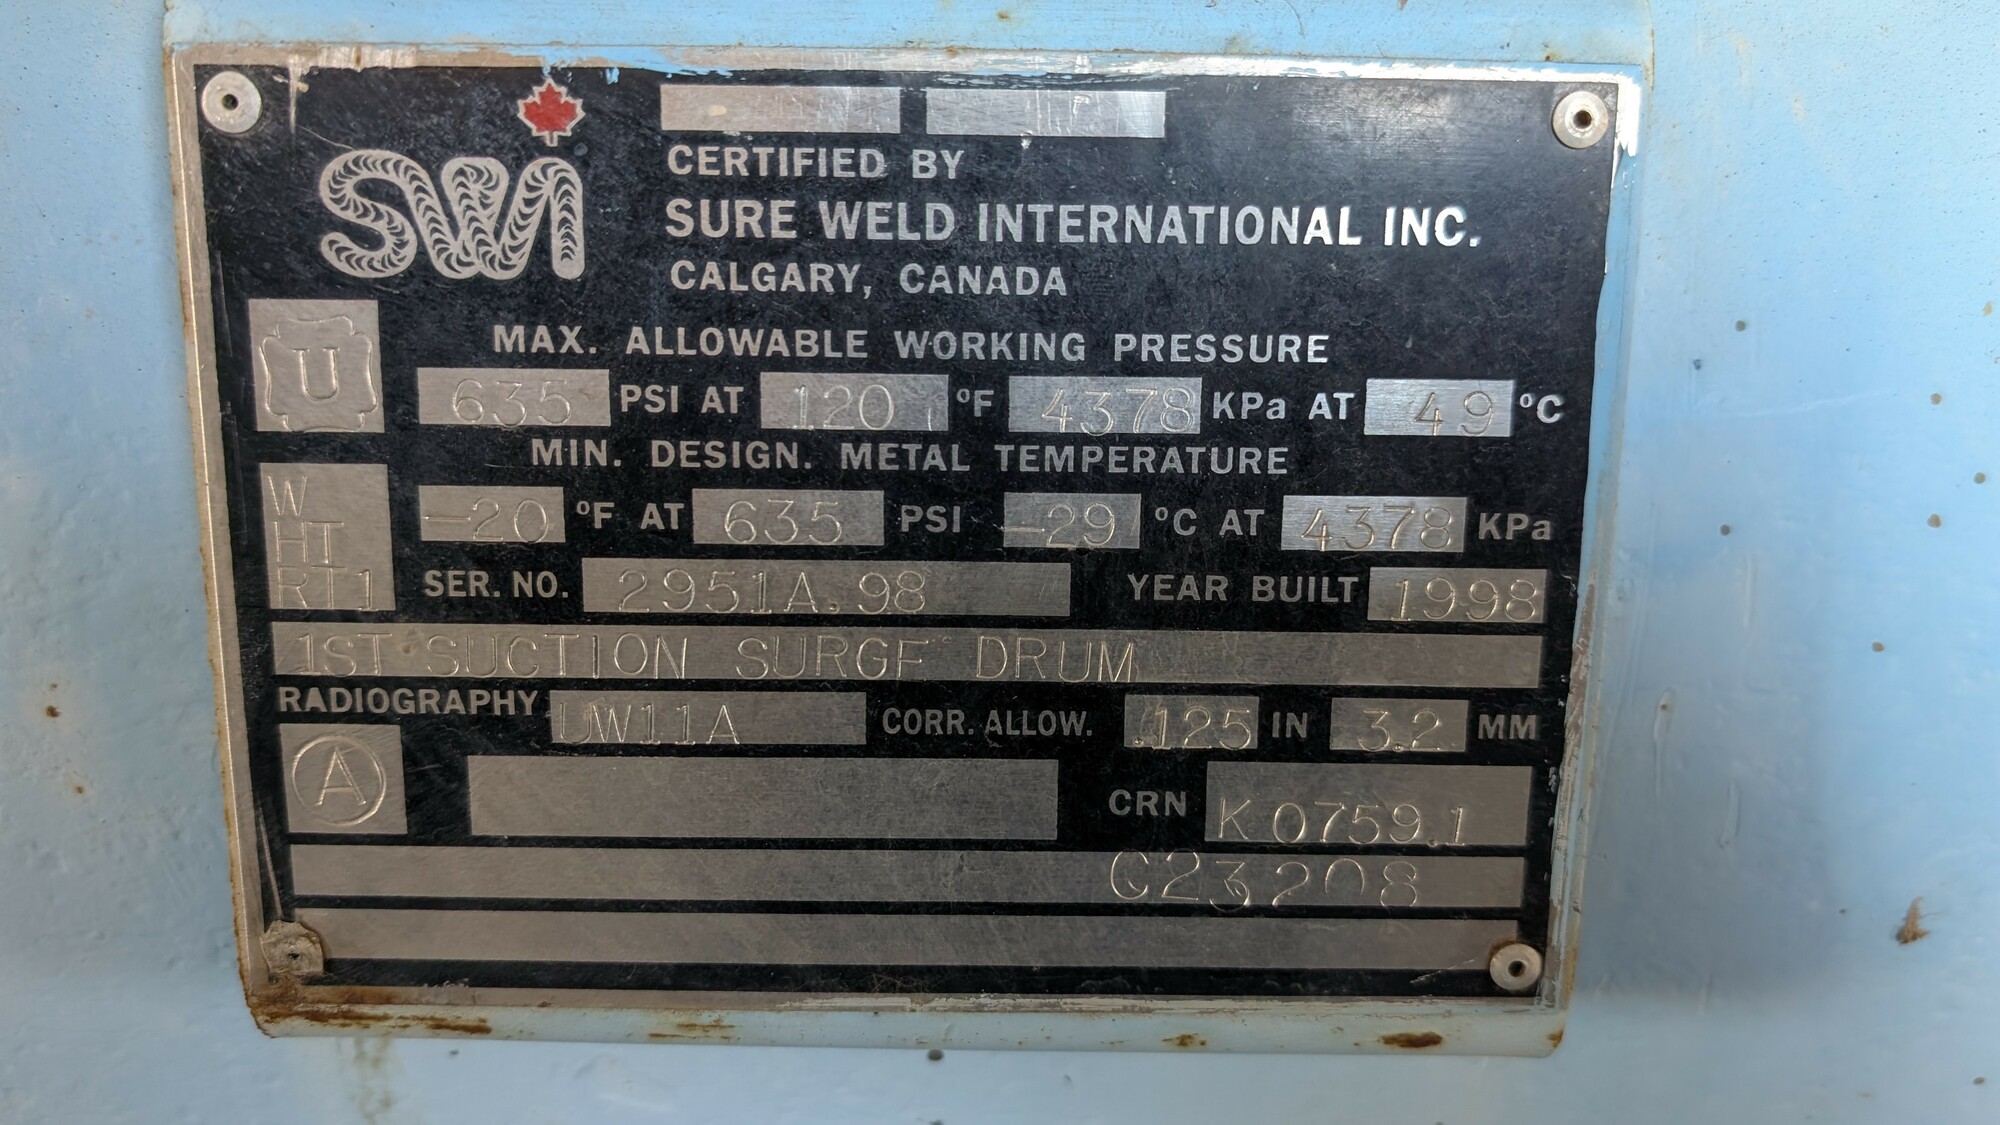 SWI
CERTIFIED BY
SURE WELD INTERNATIONAL INC.
CALGARY, CANADA
U
MAX. ALLOWABLE WORKING PRESSURE
635 PSI AT 120 °F 4378 KPa AT 49 °C
MIN. DESIGN. METAL TEMPERATURE
W
HT
RT1
-20 °F AT 635 PSI -29 °C AT 4378 KPa
SER. NO. 2951A.98 YEAR BUILT 1998
1ST SUCTION SURGE DRUM
RADIOGRAPHY UW11A CORR. ALLOW. .125 IN 3.2 MM
A
CRN K 0759.1
C23208